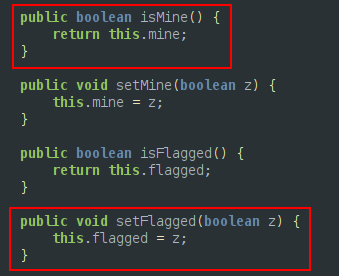 public boolean isMine() {
    return this.mine;
}
public void setMine(boolean z) {
    this.mine = z;
}
public boolean isFlagged() {
    return this.flagged;
}
public void setFlagged(boolean z) {
    this.flagged = z;
}